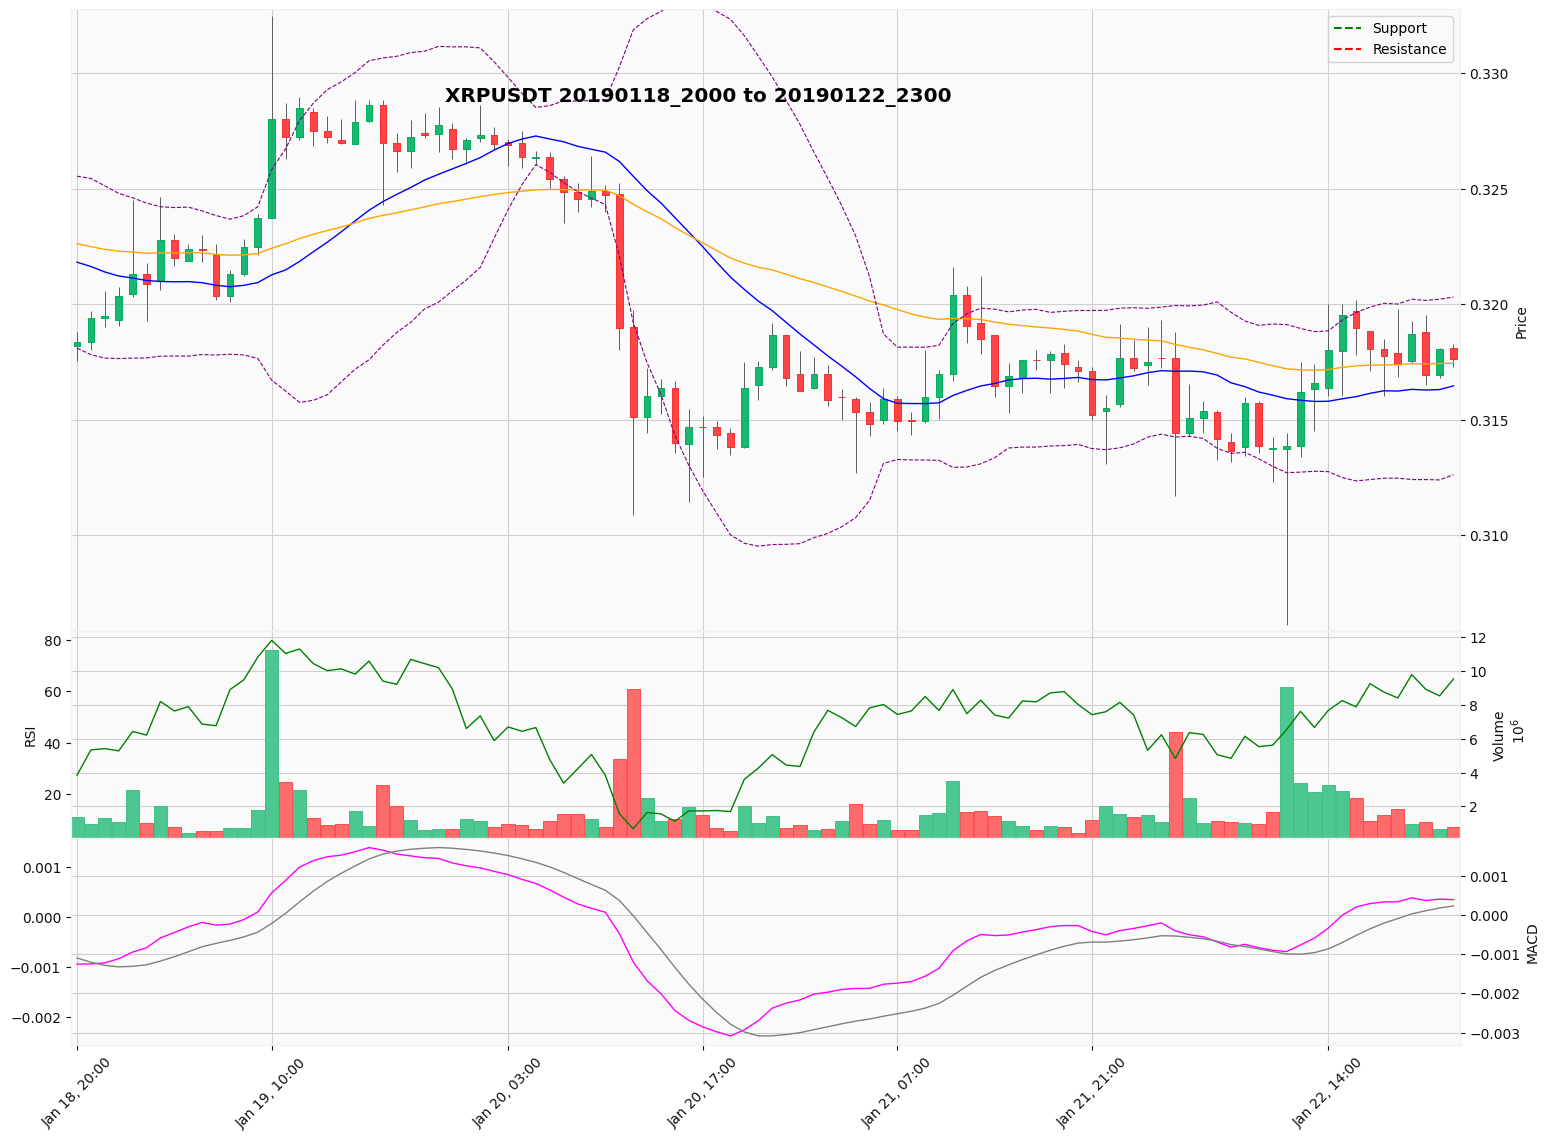 Support
Resistance
XRPUSDT 20190118_2000 to 20190122_2300
0.330
0.325
0.320
0.315
0.310
Price
80
60
40
20
RSI
12
10
8
6
4
2
Volume
10^6
0.001
0.000
−0.001
−0.002
0.001
0.000
−0.001
−0.002
−0.003
MACD
Jan 18, 20:00
Jan 19, 10:00
Jan 20, 03:00
Jan 20, 17:00
Jan 21, 07:00
Jan 21, 21:00
Jan 22, 14:00